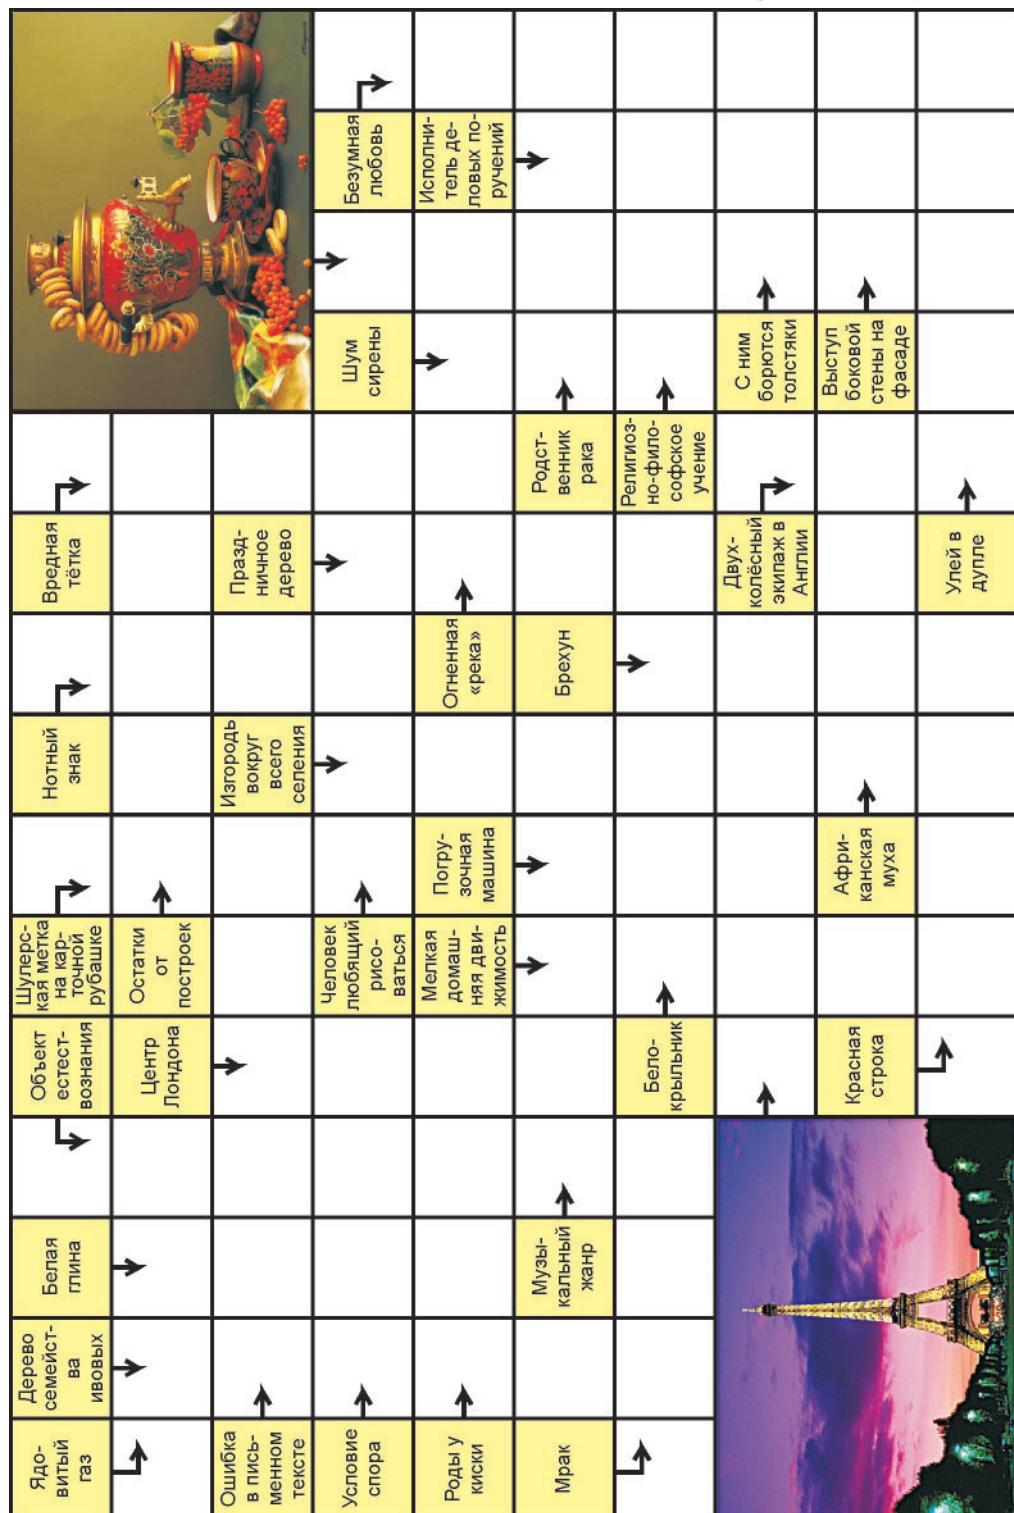 Ядо-
витый
газ
Дерево
семейст-
ва
ивовых
Белая
глина
Объект
естест-
вознания
Шулерс-
кая метка
на кар-
точной
рубашке
Нотный
знак
Вредная
тётка
Центр
Лондона
Остатки
от
построек
Ошибка
в пись-
менном
тексте
Изгородь
вокруг
всего
селения
Празд-
ничное
дерево
Условие
спора
Человек
любящий
рисо-
ваться
Шум
сирены
Безумная
любовь
Роды у
киски
Мелкая
домаш-
няя дви-
жимость
Погру-
зочная
машина
Огненная
«река»
Исполни-
тель де-
ловых по-
ручений
Мрак
Музы-
кальный
жанр
Брехун
Родст-
венник
рака
Бело-
крыльник
Религиоз-
но-фило-
софское
учение
Двух-
колёсный
экипаж в
Англии
С ним
борются
толстяки
Красная
строка
Афри-
канская
муха
Выступ
боковой
стены на
фасаде
Улей в
дупле